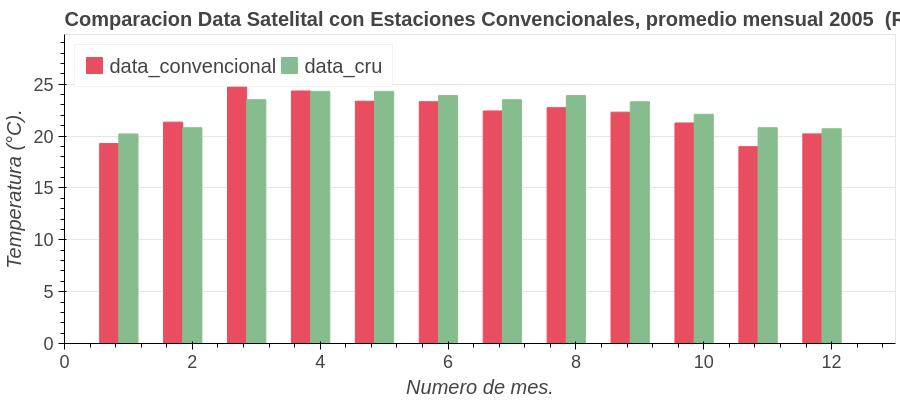 Comparacion Data Satelital con Estaciones Convencionales, promedio mensual 2005 (R
data_convencional data_cru
Temperatura (°C).
25
20
15
10
5
0
0 2 4 6 8 10 12
Numero de mes.